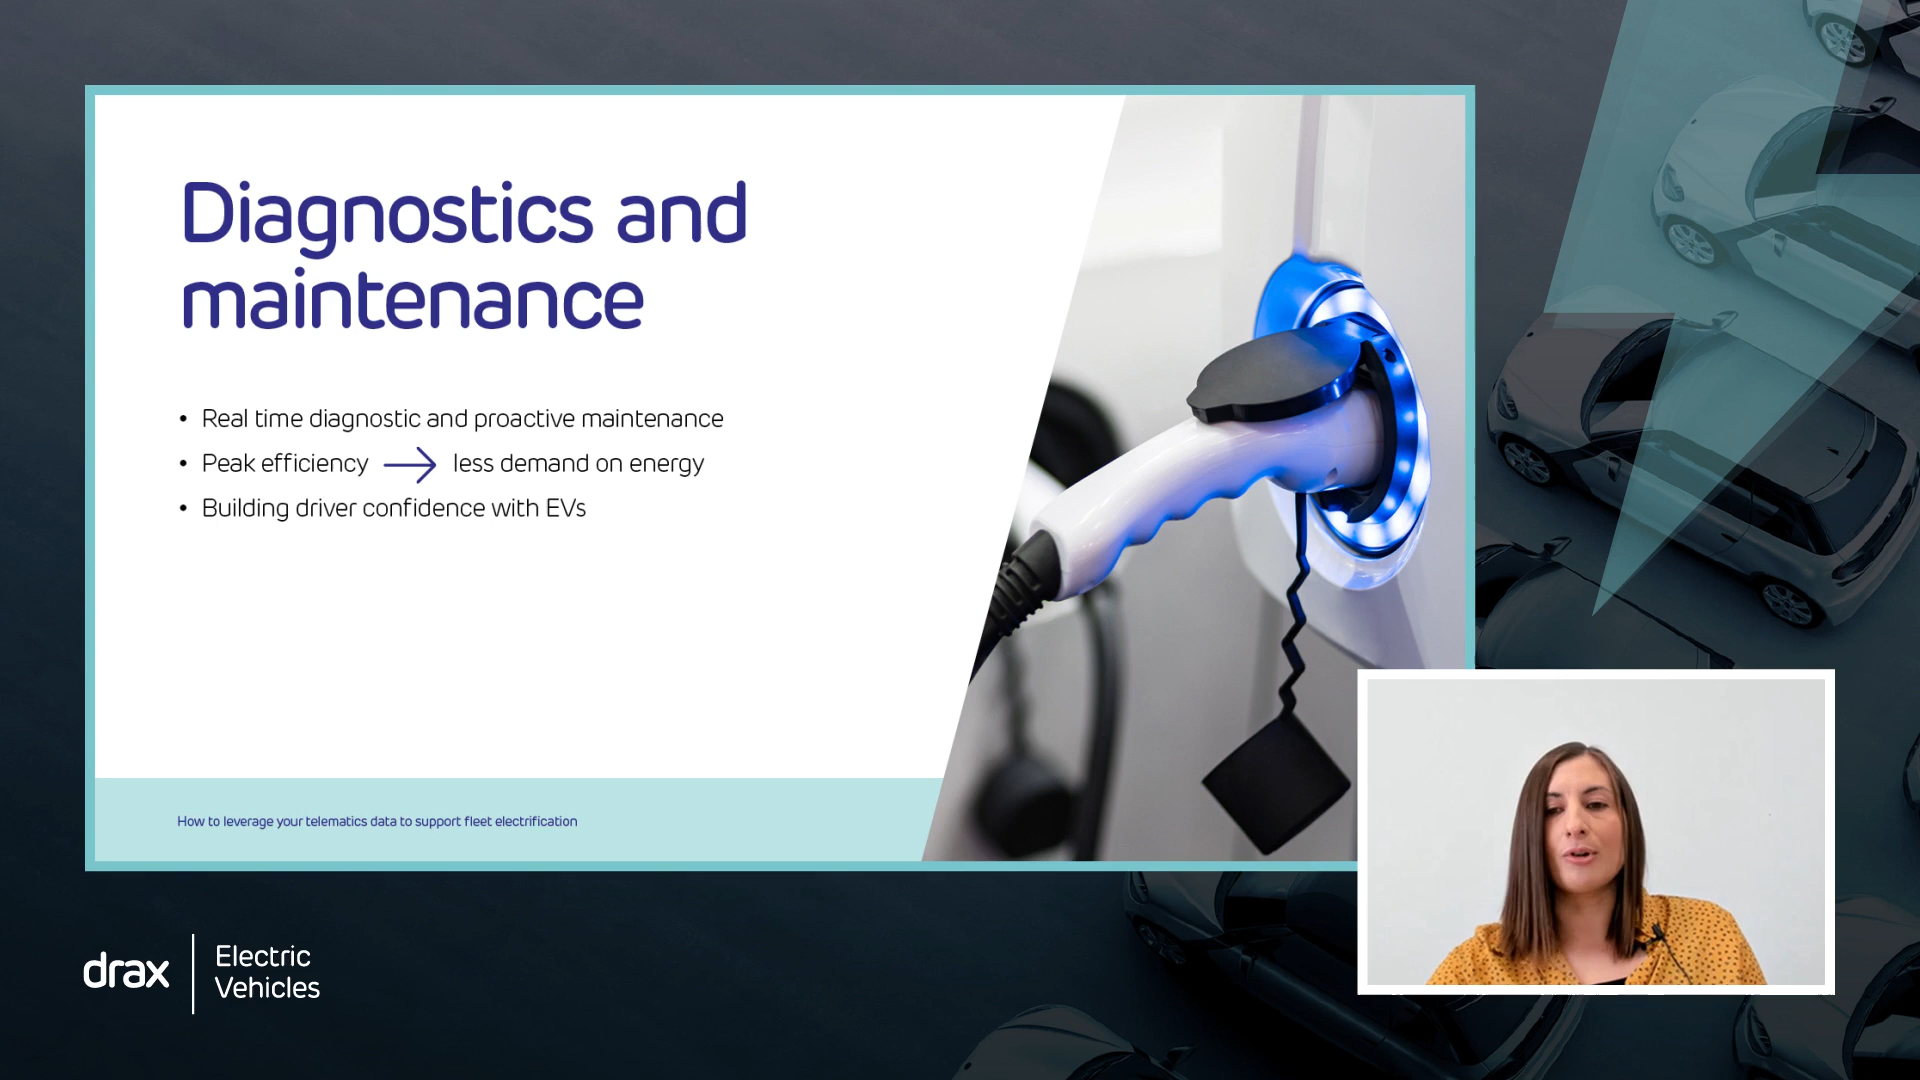 Diagnostics and
maintenance
• Real time diagnostic and proactive maintenance
• Peak efficiency → less demand on energy
• Building driver confidence with EVs
How to leverage your telematics data to support fleet electrification
drax
Electric
Vehicles